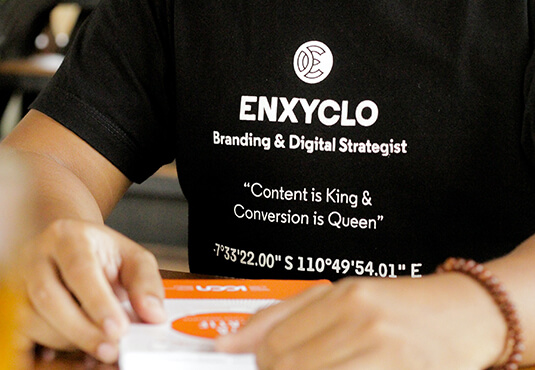 ENXYCLO
Branding & Digital Strategist
“Content is King &
Conversion is Queen”
-7°33'22.00" S 110°49'54.01" E